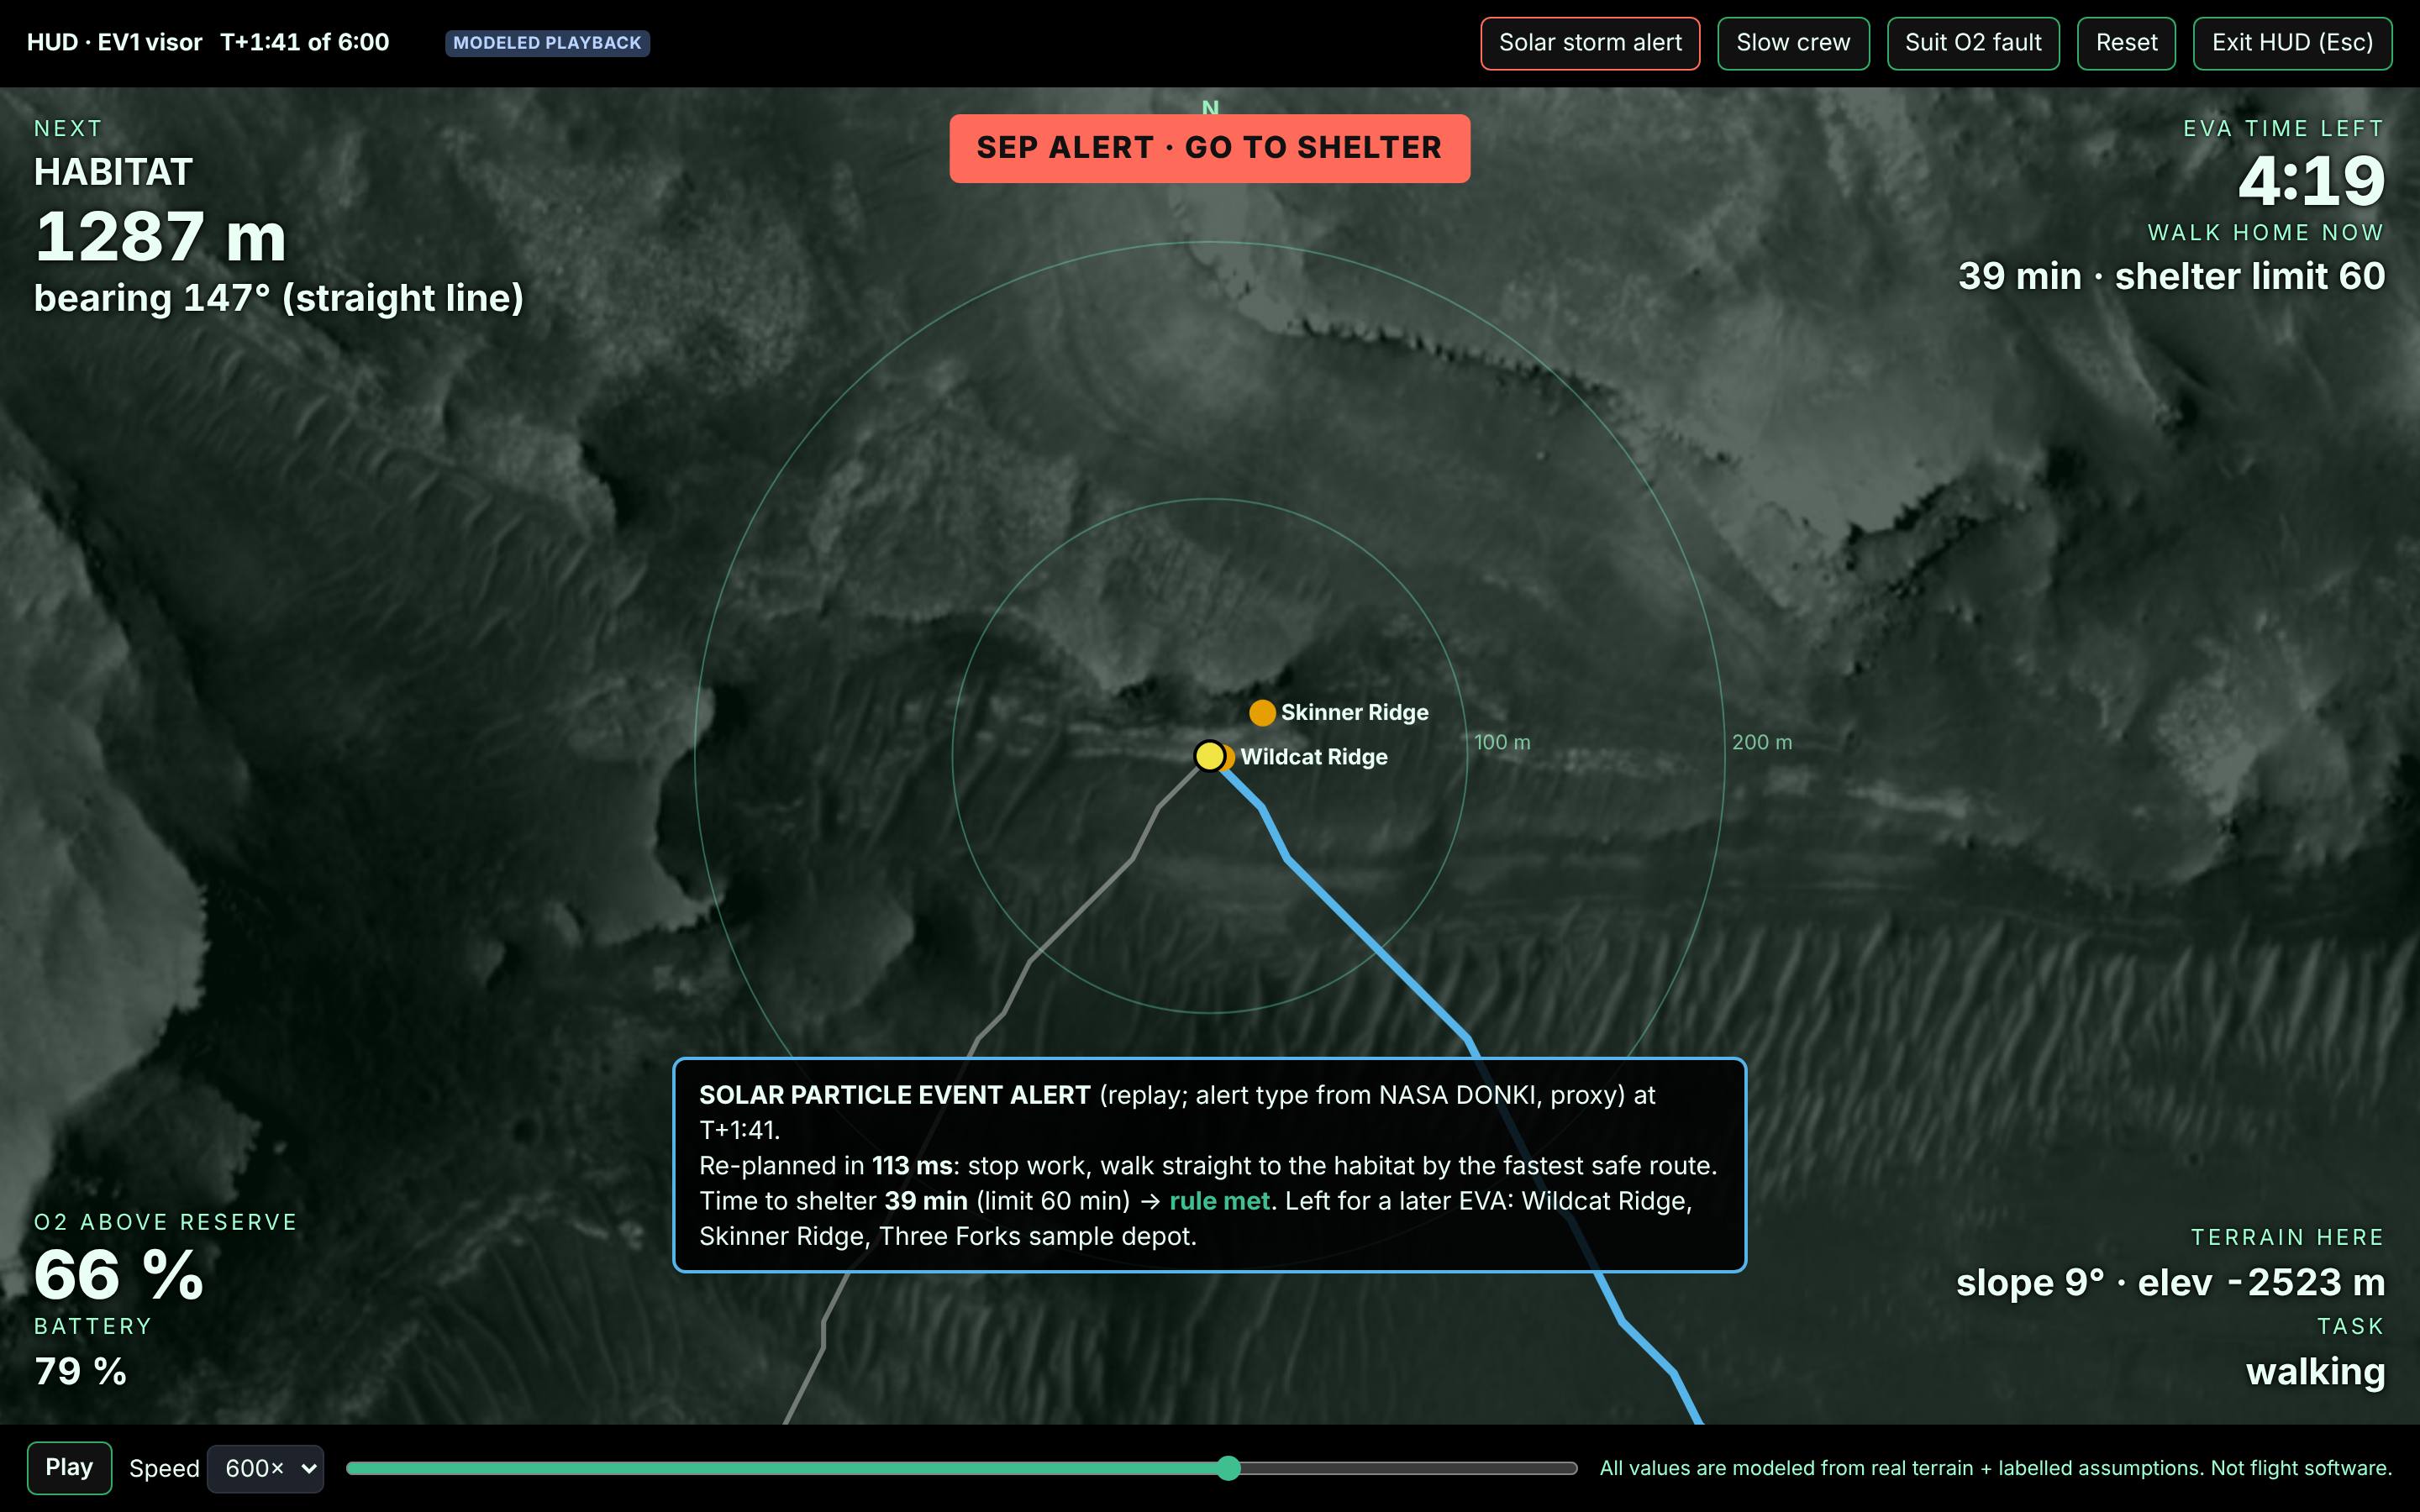 HUD · EV1 visor T+1:41 of 6:00
MODELED PLAYBACK
Solar storm alert
Slow crew
Suit O2 fault
Reset
Exit HUD (Esc)
N
SEP ALERT · GO TO SHELTER
NEXT
HABITAT
1287 m
bearing 147° (straight line)
EVA TIME LEFT
4:19
WALK HOME NOW
39 min · shelter limit 60
Skinner Ridge
Wildcat Ridge
100 m
200 m
SOLAR PARTICLE EVENT ALERT (replay; alert type from NASA DONKI, proxy) at
T+1:41.
Re-planned in 113 ms: stop work, walk straight to the habitat by the fastest safe route.
Time to shelter 39 min (limit 60 min) → rule met. Left for a later EVA: Wildcat Ridge,
Skinner Ridge, Three Forks sample depot.
O2 ABOVE RESERVE
66 %
BATTERY
79 %
TERRAIN HERE
slope 9° · elev -2523 m
TASK
walking
Play
Speed
600×
All values are modeled from real terrain + labelled assumptions. Not flight software.